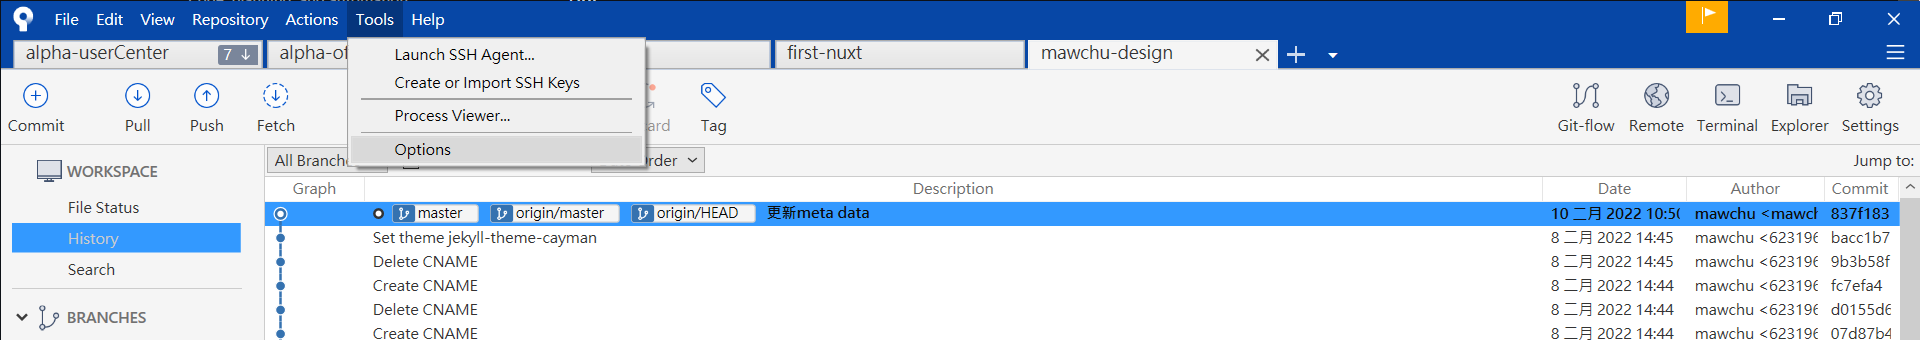 File Edit View Repository Actions Tools Help
alpha-userCenter 7 alpha-of first-nuxt mawchu-design
Launch SSH Agent...
Create or Import SSH Keys
Process Viewer...
Options
Commit Pull Push Fetch ard Tag Git-flow Remote Terminal Explorer Settings
All Branche Order Jump to:
WORKSPACE
File Status
History
Search
BRANCHES
Graph Description Date Author Commit
master origin/master origin/HEAD 更新meta data 10 二月 2022 10:50 mawchu <mawch 837f183
Set theme jekyll-theme-cayman 8 二月 2022 14:45 mawchu <623196 bacc1b7
Delete CNAME 8 二月 2022 14:45 mawchu <623196 9b3b58f
Create CNAME 8 二月 2022 14:44 mawchu <623196 fc7efa4
Delete CNAME 8 二月 2022 14:44 mawchu <623196 d0155d6
Create CNAME 8 二月 2022 14:44 mawchu <623196 07d87b4